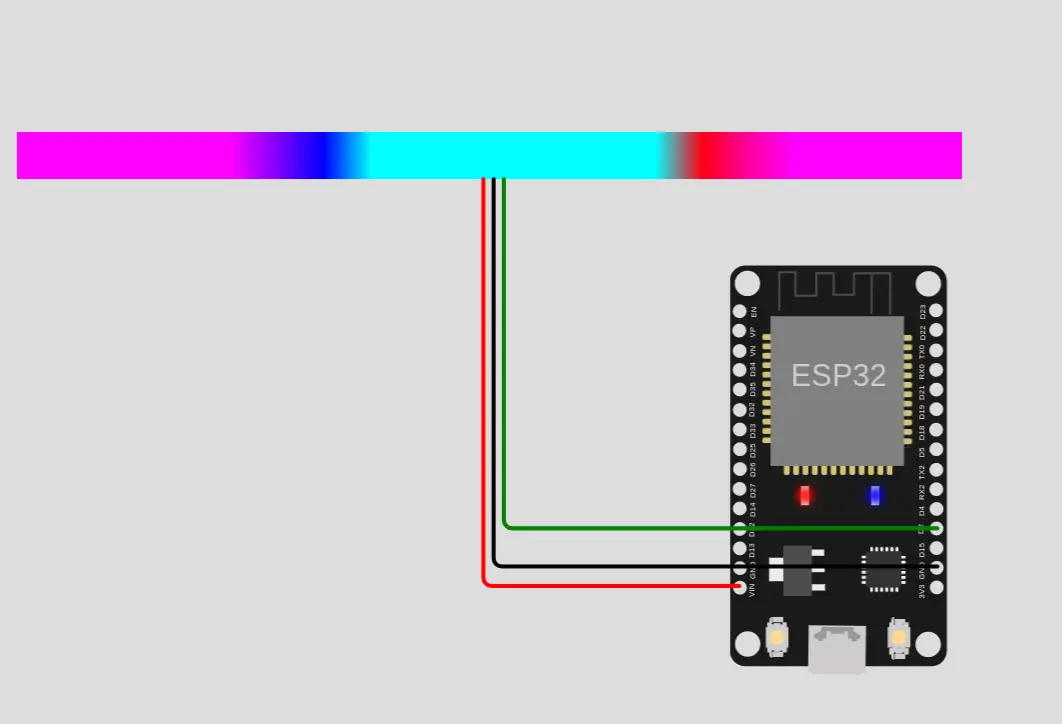 ESP32
EN
VP
VN
D34
D35
D32
D33
D25
D26
D27
D14
D12
D13
GND
VIN
D23
D22
TX0
RX0
D21
D19
D18
D5
TX2
RX2
D4
D2
D15
GND
3V3